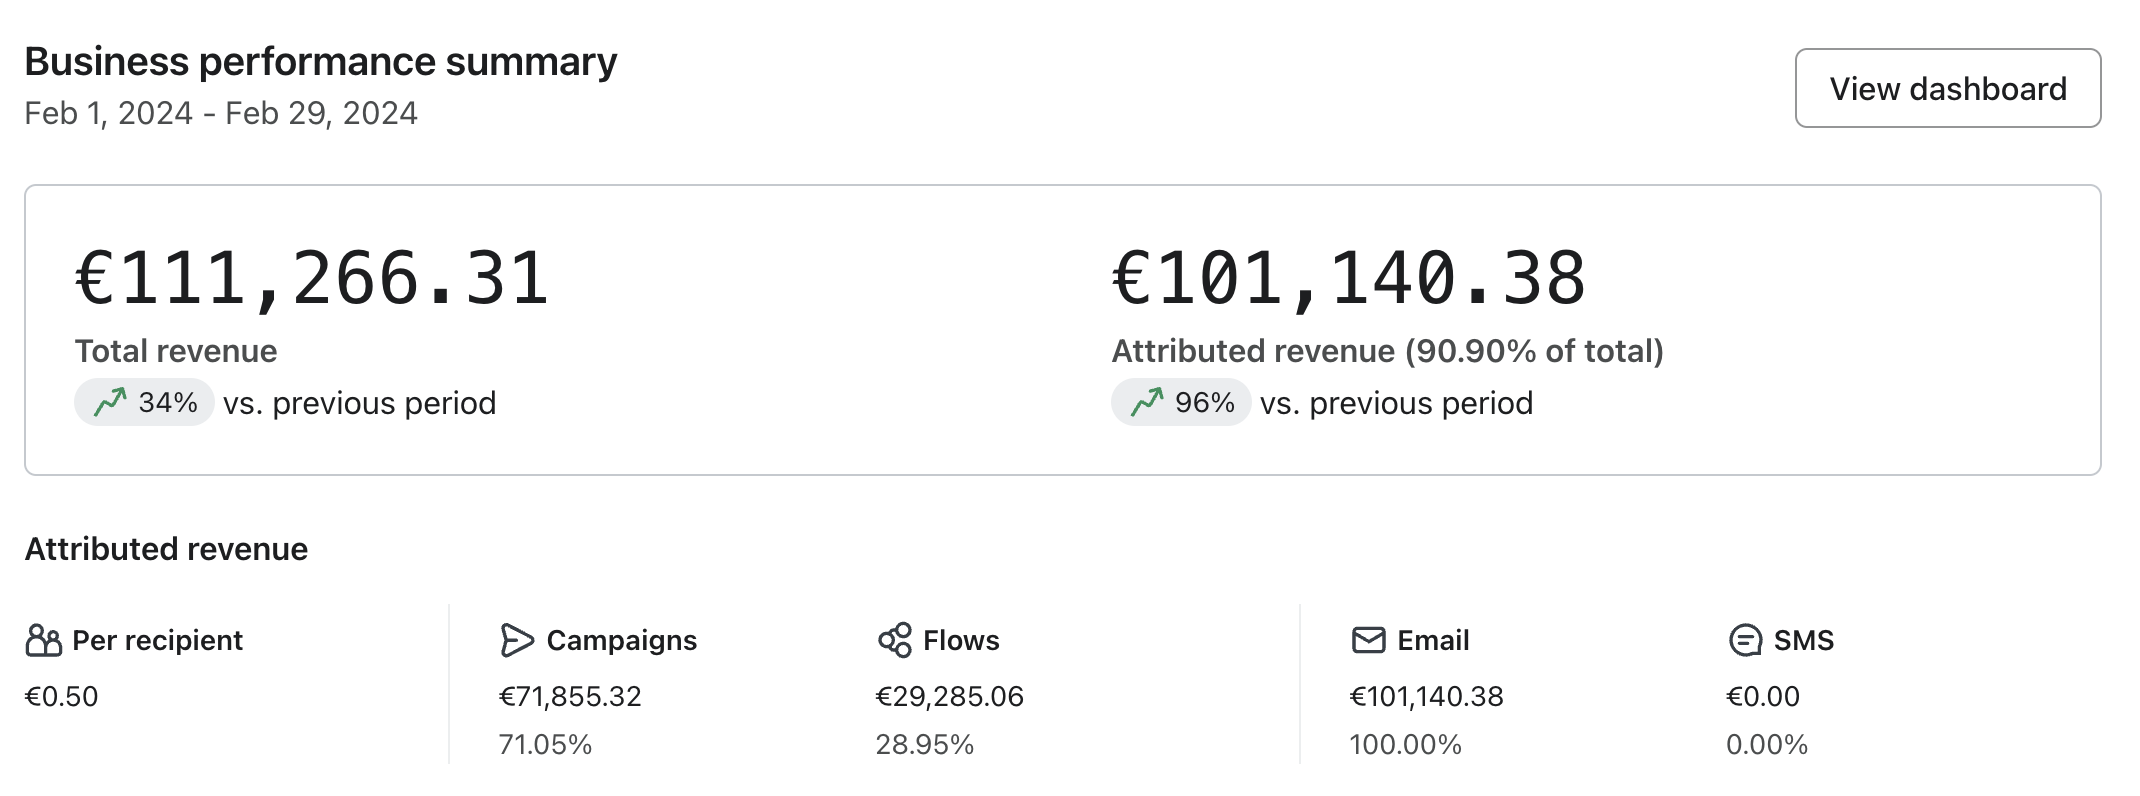 Business performance summary
Feb 1, 2024 - Feb 29, 2024
View dashboard
€111,266.31
Total revenue
34% vs. previous period
€101,140.38
Attributed revenue (90.90% of total)
96% vs. previous period
Attributed revenue
Per recipient
€0.50
Campaigns
€71,855.32
71.05%
Flows
€29,285.06
28.95%
Email
€101,140.38
100.00%
SMS
€0.00
0.00%